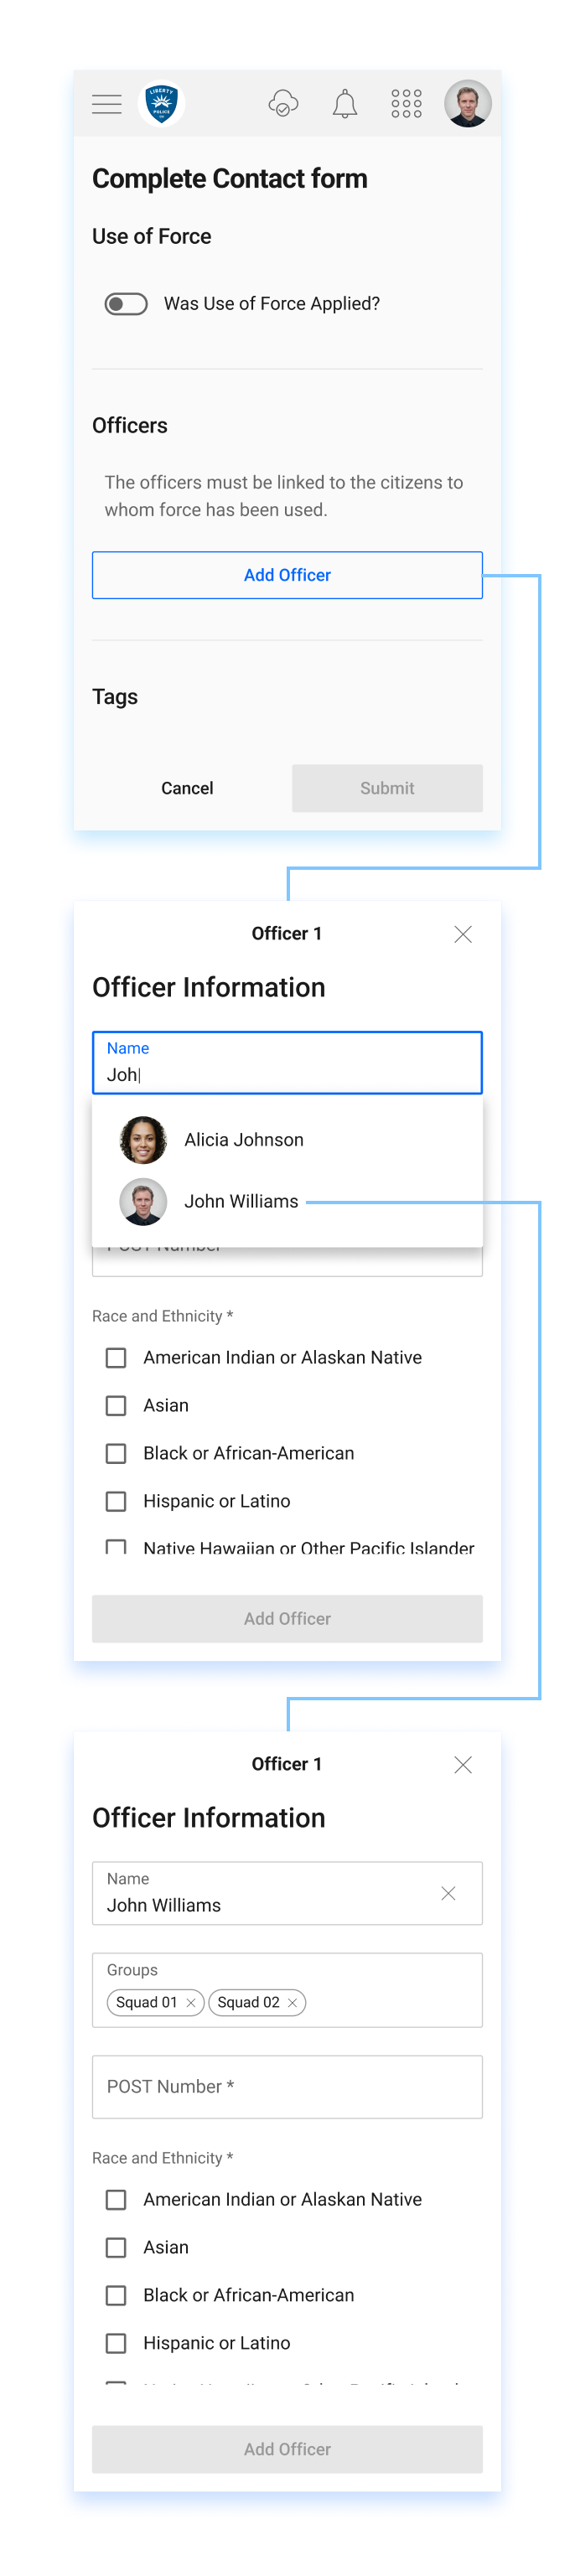 LIBERTY
POLICE
Complete Contact form
Use of Force
Was Use of Force Applied?
Officers
The officers must be linked to the citizens to
whom force has been used.
Add Officer
Tags
Cancel
Submit
Officer 1
Officer Information
Name
Joh
Alicia Johnson
John Williams
POST Number
Race and Ethnicity *
American Indian or Alaskan Native
Asian
Black or African-American
Hispanic or Latino
Native Hawaiian or Other Pacific Islander
Add Officer
Officer 1
Officer Information
Name
John Williams
Groups
Squad 01
Squad 02
POST Number *
Race and Ethnicity *
American Indian or Alaskan Native
Asian
Black or African-American
Hispanic or Latino
Add Officer